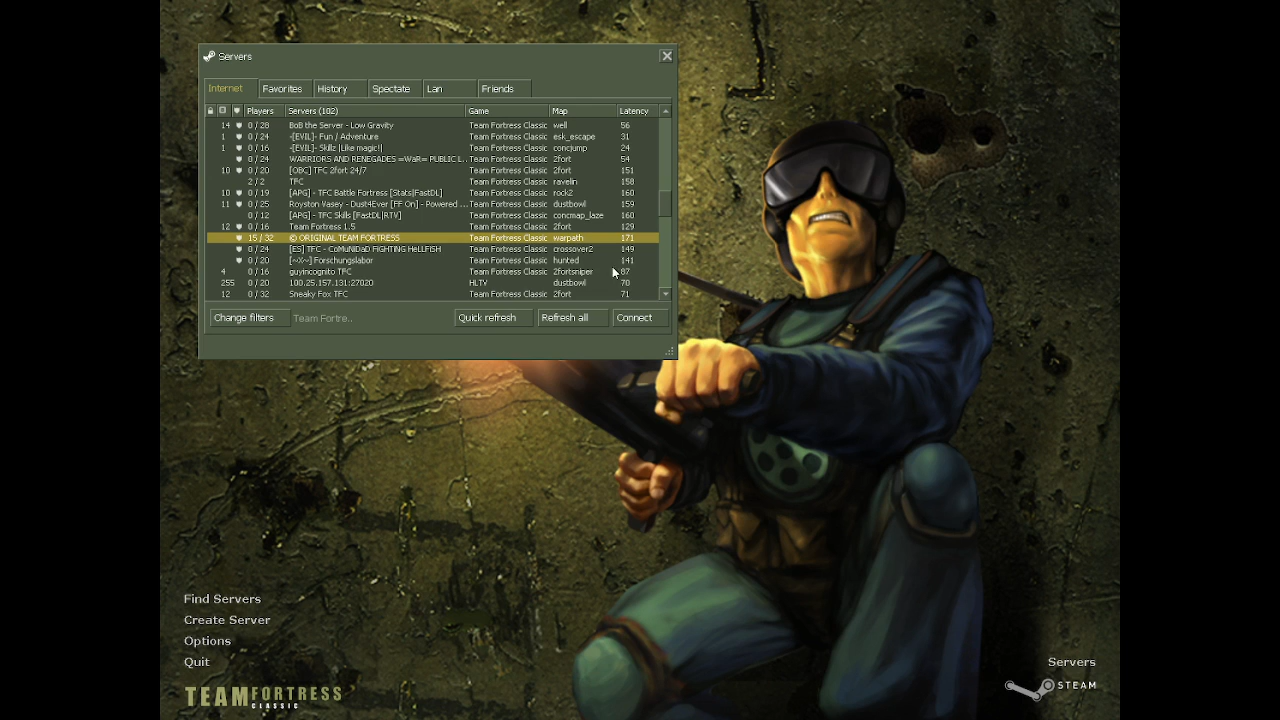 Servers
Internet Favorites History Spectate Lan Friends
Players Servers (102) Game Map Latency
14 0 / 28 BoB the Server - Low Gravity Team Fortress Classic well 56
1 0 / 24 -[EVIL]- Fun / Adventure Team Fortress Classic esk_escape 31
1 0 / 16 -[EVIL]- Skillz |Like magic!| Team Fortress Classic concjump 24
0 / 24 WARRIORS AND RENEGADES =WaR= PUBLIC L... Team Fortress Classic 2fort 54
10 0 / 20 [OBC] TFC 2fort 24/7 Team Fortress Classic 2fort 151
2 / 2 TFC Team Fortress Classic ravelin 158
10 0 / 19 [APG] - TFC Battle Fortress [Stats|FastDL] Team Fortress Classic rock2 160
11 0 / 25 Royston Vasey - Dust4Ever [FF On] - Powered ... Team Fortress Classic dustbowl 159
0 / 12 [APG] - TFC Skills [FastDL|RTV] Team Fortress Classic concmap_laze 160
12 0 / 16 Team Fortress 1.5 Team Fortress Classic 2fort 129
15 / 32 © ORIGINAL TEAM FORTRESS Team Fortress Classic warpath 171
0 / 24 [ES] TFC - CoMUNiDAD FiGHTiNG HeLLFiSH Team Fortress Classic crossover2 149
0 / 20 [~X~] Forschungslabor Team Fortress Classic hunted 141
4 0 / 16 guyincognito TFC Team Fortress Classic 2fortsniper 87
255 0 / 20 100.25.157.131:27020 HLTV dustbowl 70
12 0 / 32 Sneaky Fox TFC Team Fortress Classic 2fort 71
Change filters Team Fortre.. Quick refresh Refresh all Connect
Find Servers
Create Server
Options
Quit
Servers
TEAM FORTRESS
CLASSIC
STEAM